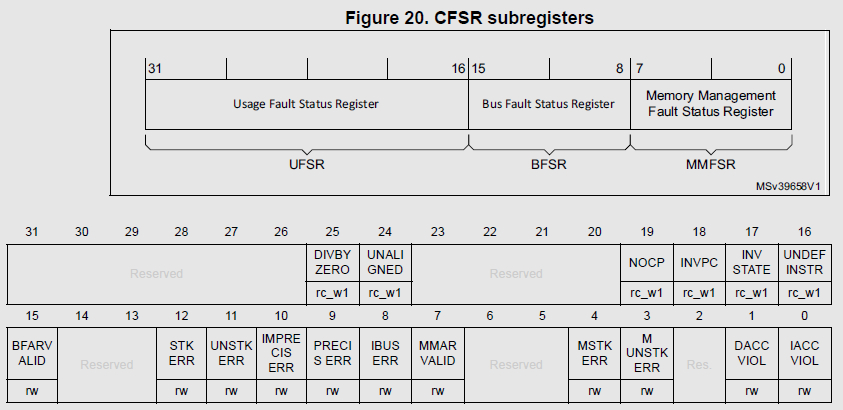 Figure 20. CFSR subregisters
31 16 15 8 7 0
Usage Fault Status Register Bus Fault Status Register Memory Management
Fault Status Register
UFSR BFSR MMFSR
MSv39658V1
31 30 29 28 27 26 25 24 23 22 21 20 19 18 17 16
Reserved DIVBY UNALI Reserved NOCP INVPC INV UNDEF
ZERO GNED STATE INSTR
rc_w1 rc_w1 rc_w1 rc_w1 rc_w1 rc_w1
15 14 13 12 11 10 9 8 7 6 5 4 3 2 1 0
BFARV Reserved STK UNSTK IMPRE PRECI IBUS MMAR Reserved MSTK M Res. DACC IACC
ALID ERR ERR CIS S ERR ERR VALID ERR UNSTK VIOL VIOL
ERR ERR
rw rw rw rw rw rw rw rw rw rw rw